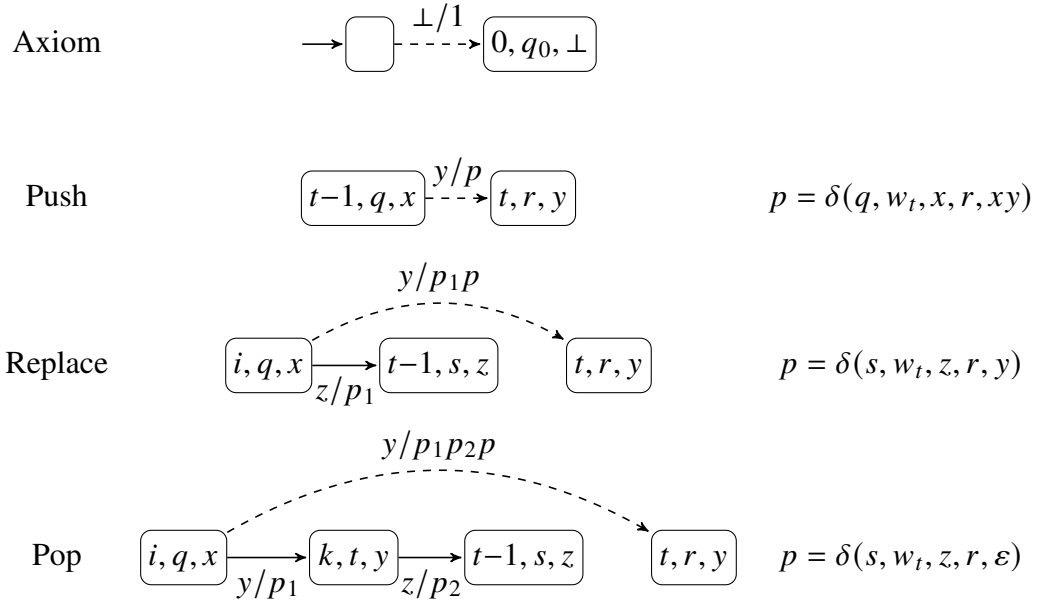 Axiom
⊥/1
0, q₀, ⊥
Push
y/p
t−1, q, x
t, r, y
p = δ(q, wₜ, x, r, xy)
y/p₁p
Replace
i, q, x
z/p₁
t−1, s, z
t, r, y
p = δ(s, wₜ, z, r, y)
y/p₁p₂p
Pop
i, q, x
y/p₁
k, t, y
z/p₂
t−1, s, z
t, r, y
p = δ(s, wₜ, z, r, ε)